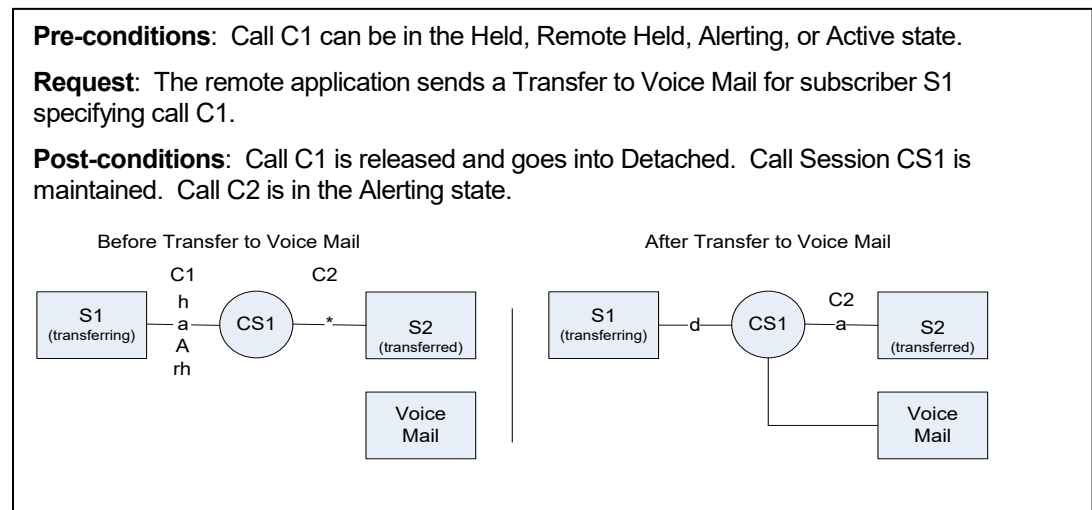 Pre-conditions: Call C1 can be in the Held, Remote Held, Alerting, or Active state.
Request: The remote application sends a Transfer to Voice Mail for subscriber S1
specifying call C1.
Post-conditions: Call C1 is released and goes into Detached. Call Session CS1 is
maintained. Call C2 is in the Alerting state.
Before Transfer to Voice Mail
C1
C2
S1
(transferring)
h
a
A
rh
CS1
*
S2
(transferred)
Voice
Mail
After Transfer to Voice Mail
S1
(transferring)
d
CS1
C2
a
S2
(transferred)
Voice
Mail